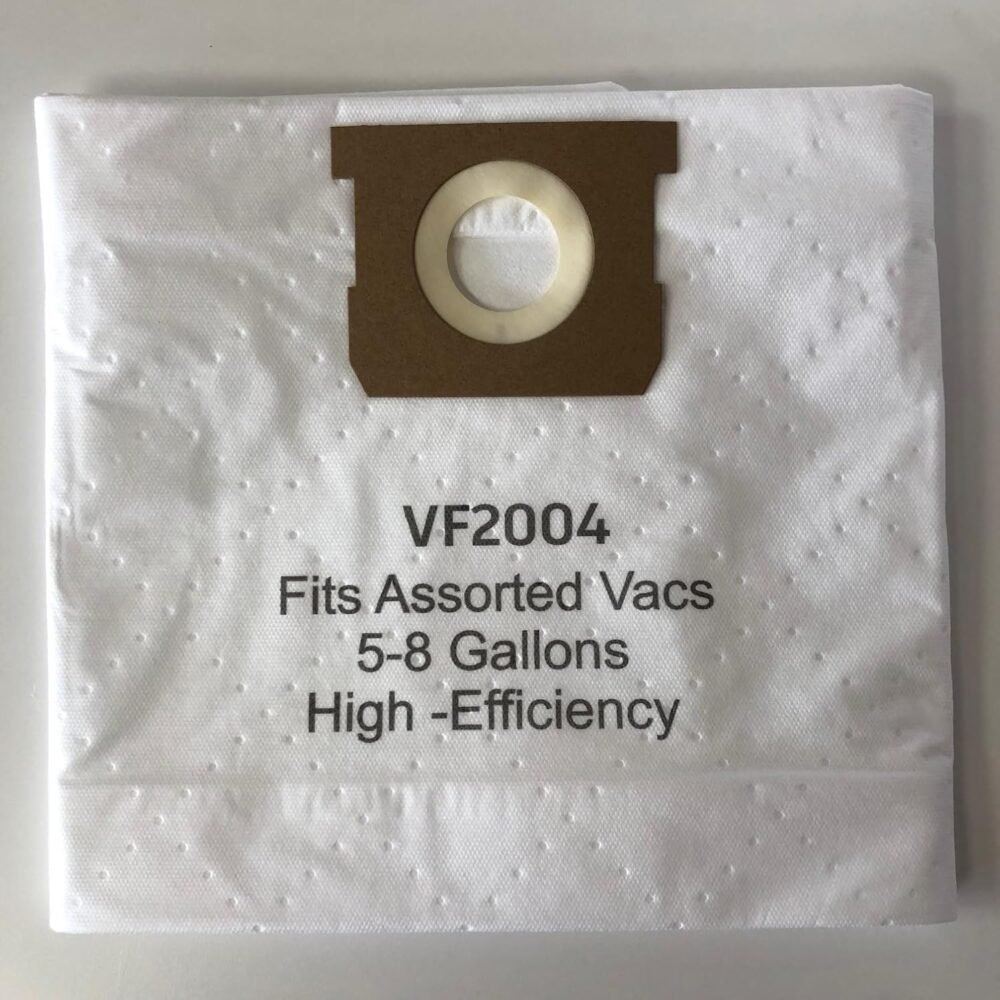 VF2004
Fits Assorted Vacs
5-8 Gallons
High -Efficiency